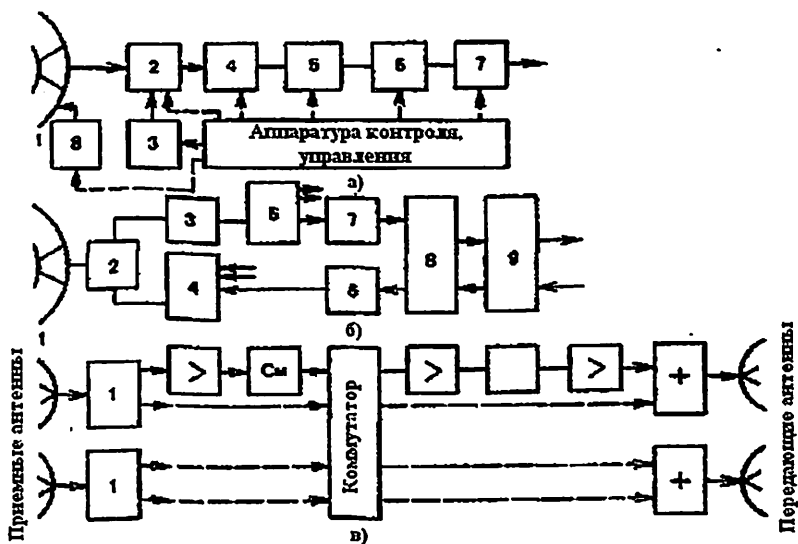 2 4 5 6 7
1 8 3 Аппаратура контроля,
управления
а)
3 5 7
2 8 9
4 6
1 б)
Приемные антенны
1 > См > > +
Коммутатор
1 +
Передающие антенны
в)